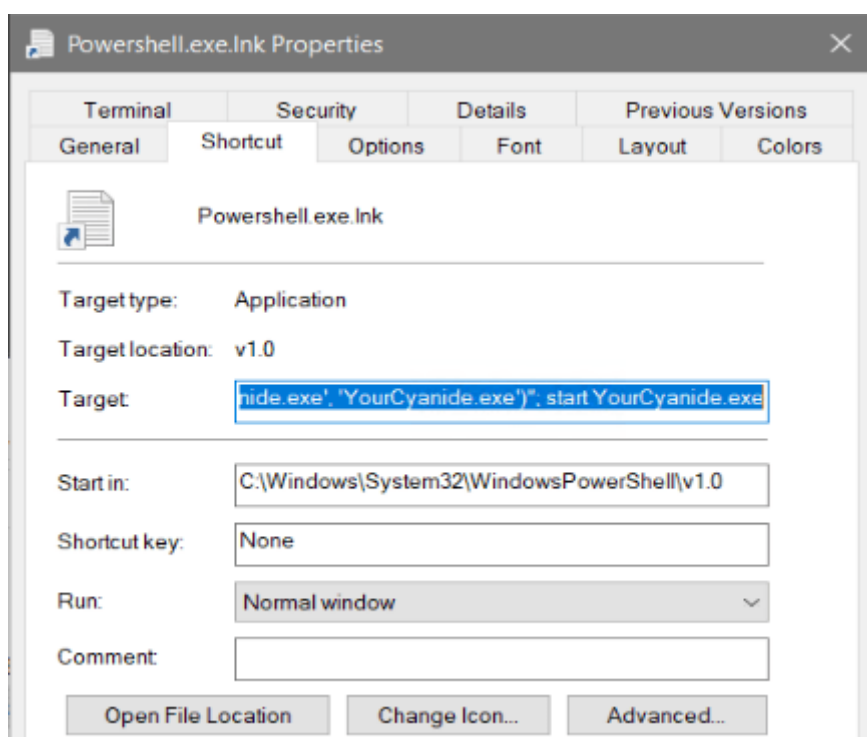 Powershell.exe.lnk Properties
Terminal Security Details Previous Versions
General Shortcut Options Font Layout Colors
Powershell.exe.lnk
Target type: Application
Target location: v1.0
Target: nide.exe', 'YourCyanide.exe')"; start YourCyanide.exe
Start in: C:\Windows\System32\WindowsPowerShell\v1.0
Shortcut key: None
Run: Normal window
Comment:
Open File Location Change Icon... Advanced...